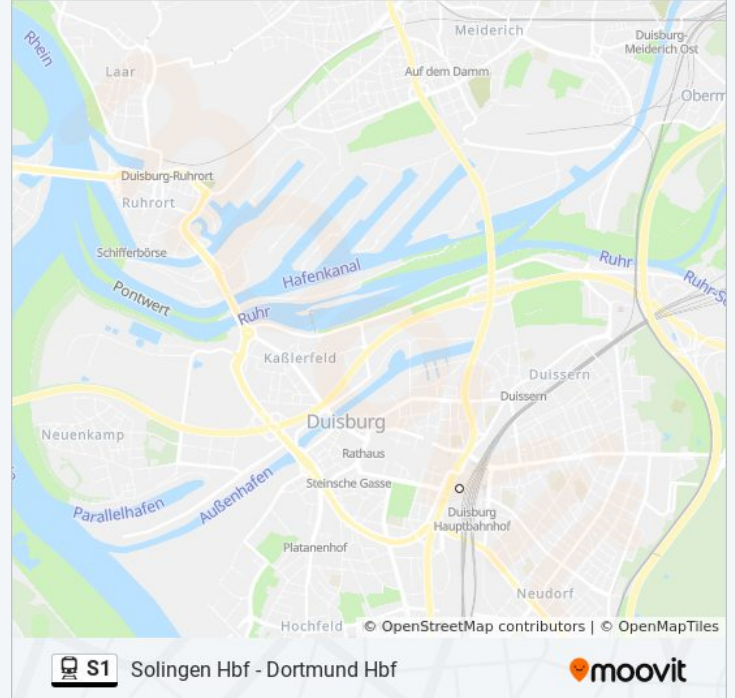 Rhein
Meiderich
Duisburg-
Meiderich Ost
Laar
Auf dem Damm
Oberm
Duisburg-Ruhrort
Ruhrort
Schifferbörse
Hafenkanal
Ruhr
Ruhr-Sc
Pontwert
Ruhr
Kaßlerfeld
Duissern
Duissern
Duisburg
Neuenkamp
Rathaus
Steinsche Gasse
Außenhafen
Parallelhafen
Duisburg
Hauptbahnhof
Platanenhof
Neudorf
Hochfeld
© OpenStreetMap contributors | © OpenMapTiles
S1 Solingen Hbf - Dortmund Hbf
moovit